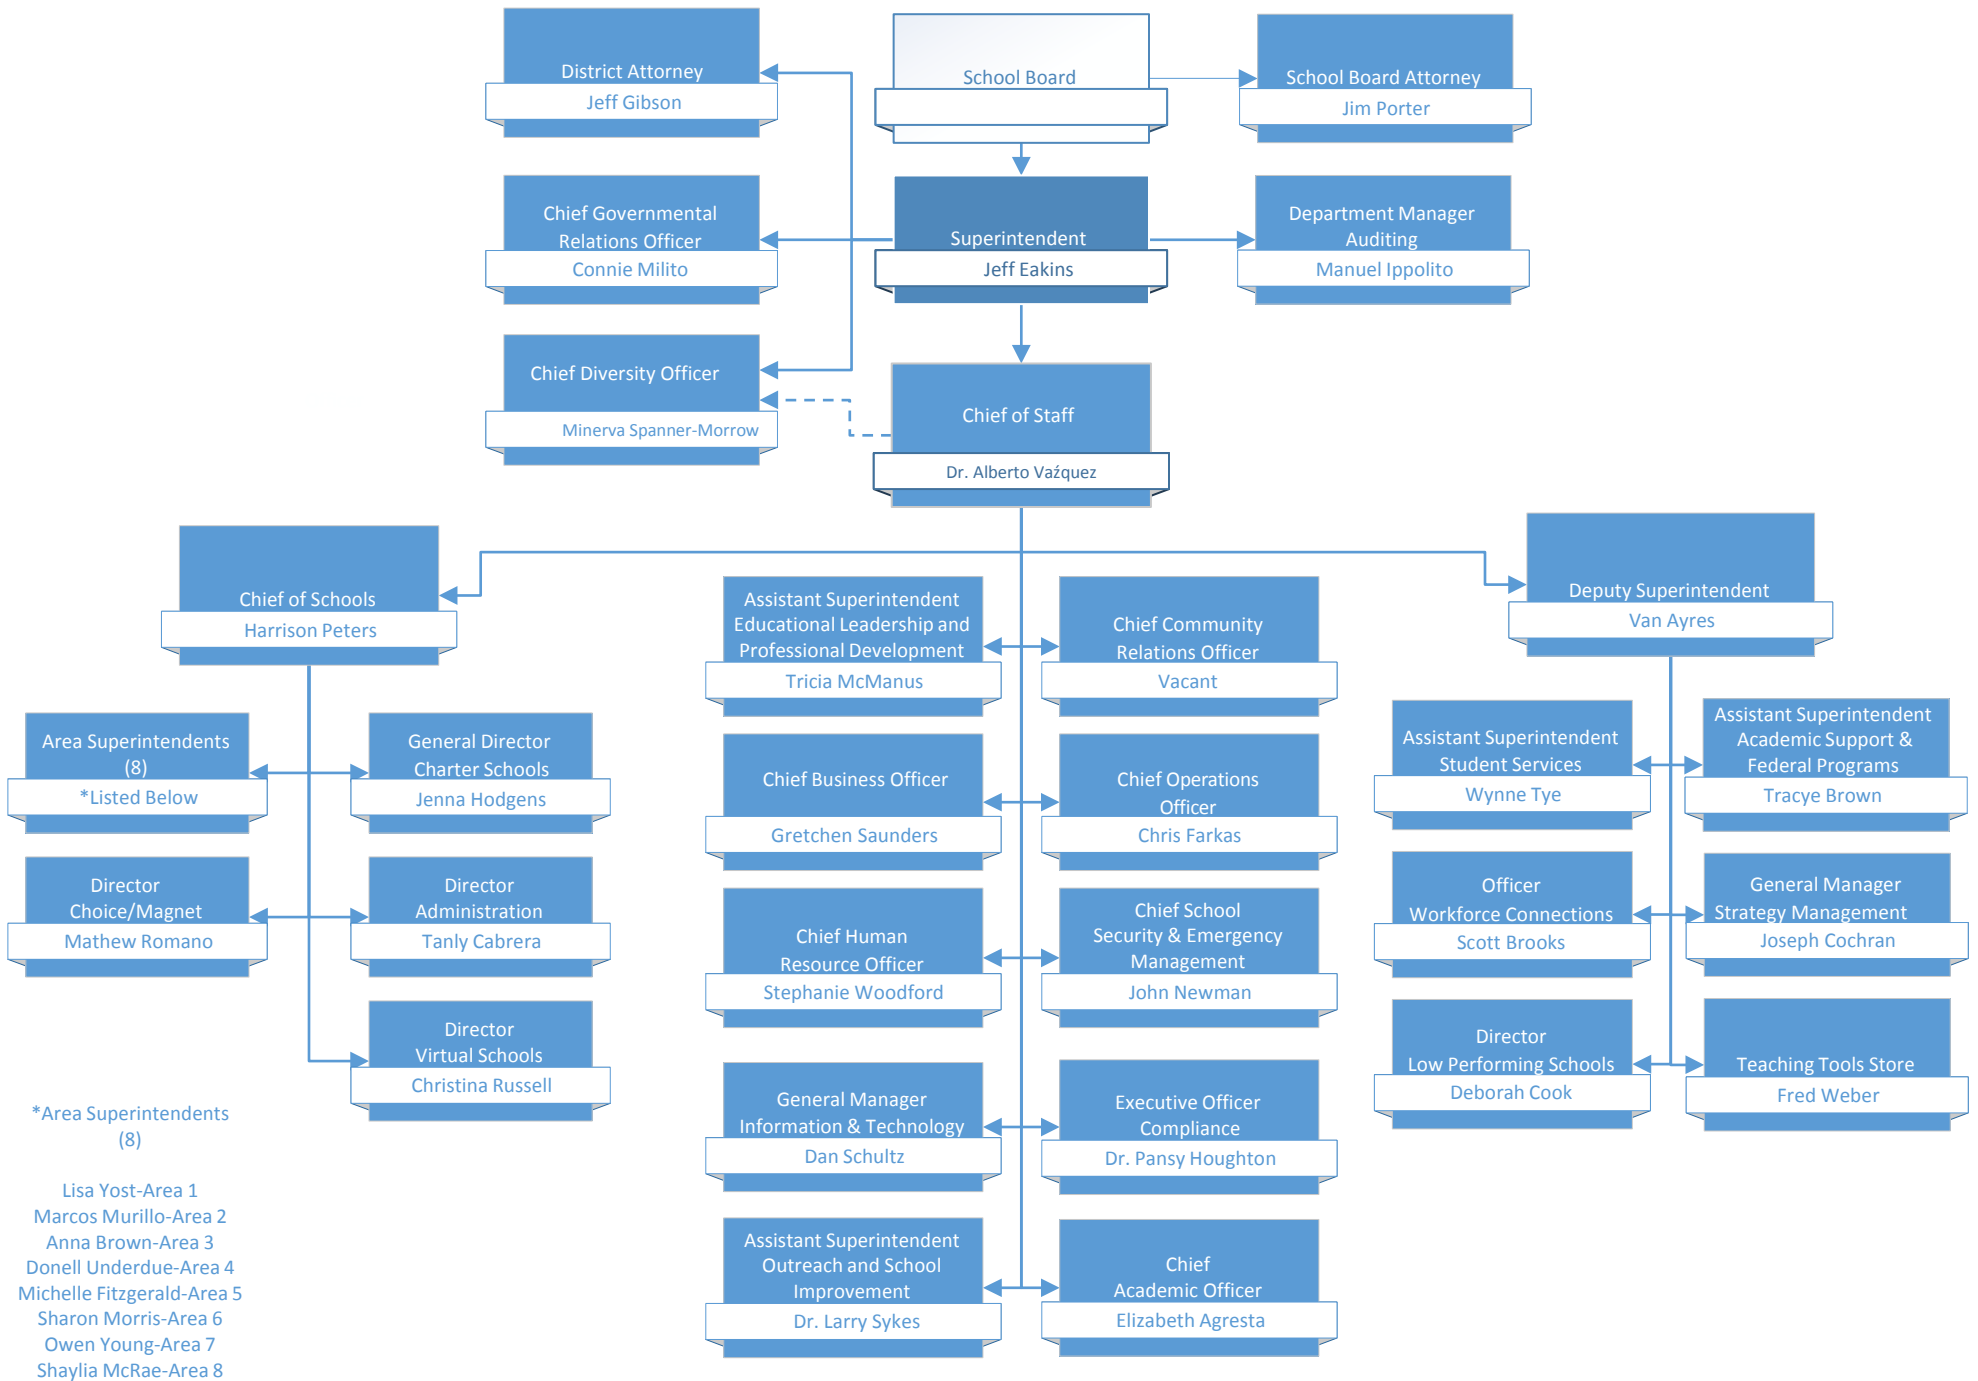 District Attorney
Jeff Gibson
School Board
School Board Attorney
Jim Porter
Chief Governmental
Relations Officer
Connie Milito
Superintendent
Jeff Eakins
Department Manager
Auditing
Manuel Ippolito
Chief Diversity Officer
Minerva Spanner-Morrow
Chief of Staff
Dr. Alberto Vaźquez
Chief of Schools
Harrison Peters
Deputy Superintendent
Van Ayres
Area Superintendents
(8)
*Listed Below
General Director
Charter Schools
Jenna Hodgens
Director
Choice/Magnet
Mathew Romano
Director
Administration
Tanly Cabrera
Director
Virtual Schools
Christina Russell
*Area Superintendents
(8)
Lisa Yost-Area 1
Marcos Murillo-Area 2
Anna Brown-Area 3
Donell Underdue-Area 4
Michelle Fitzgerald-Area 5
Sharon Morris-Area 6
Owen Young-Area 7
Shaylia McRae-Area 8
Assistant Superintendent
Educational Leadership and
Professional Development
Tricia McManus
Chief Community
Relations Officer
Vacant
Chief Business Officer
Gretchen Saunders
Chief Operations
Officer
Chris Farkas
Chief Human
Resource Officer
Stephanie Woodford
Chief School
Security & Emergency
Management
John Newman
General Manager
Information & Technology
Dan Schultz
Executive Officer
Compliance
Dr. Pansy Houghton
Assistant Superintendent
Outreach and School
Improvement
Dr. Larry Sykes
Chief
Academic Officer
Elizabeth Agresta
Assistant Superintendent
Student Services
Wynne Tye
Assistant Superintendent
Academic Support &
Federal Programs
Tracye Brown
Officer
Workforce Connections
Scott Brooks
General Manager
Strategy Management
Joseph Cochran
Director
Low Performing Schools
Deborah Cook
Teaching Tools Store
Fred Weber